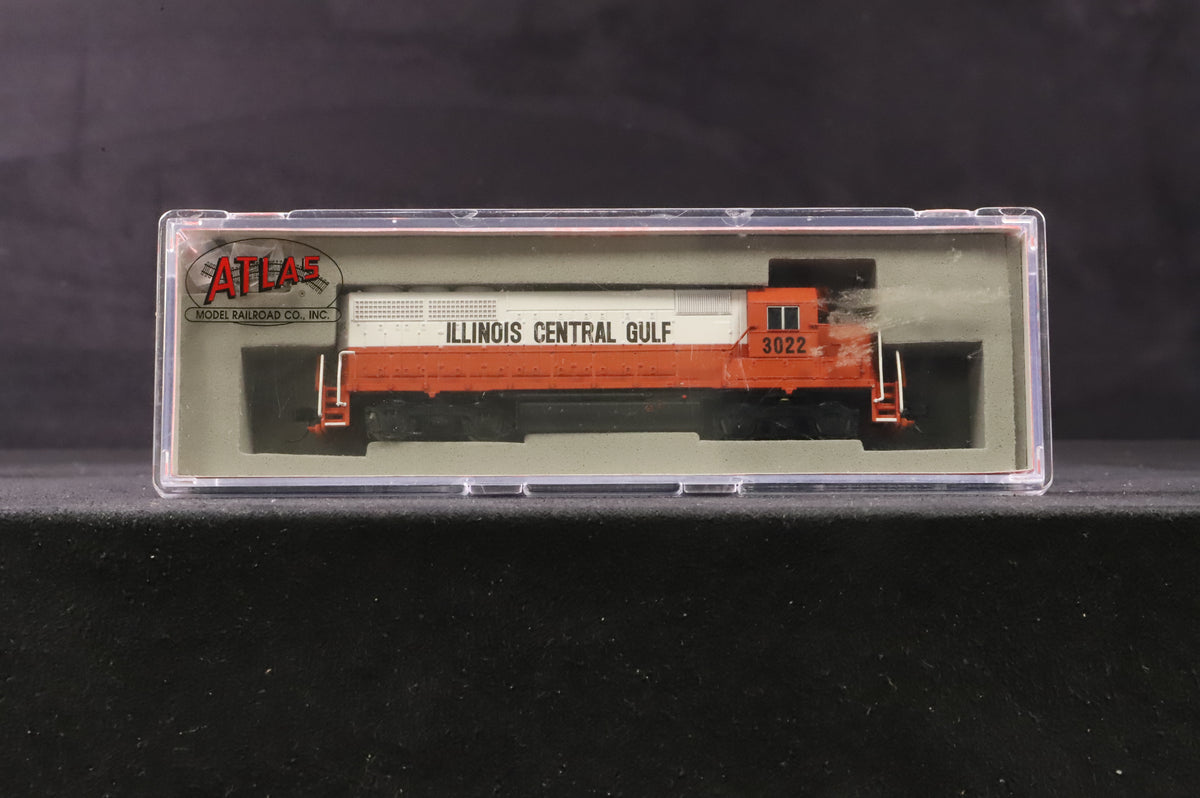 ATLAS
®
MODEL RAILROAD CO., INC.
ILLINOIS CENTRAL GULF
3022